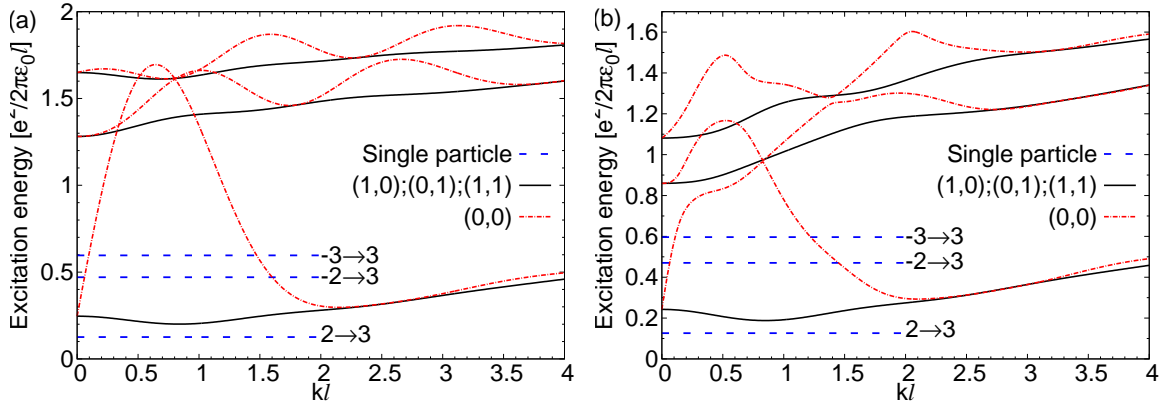 (a)
Excitation energy [e²/2πε₀l]
2
1.5
1
0.5
0
Single particle
(1,0);(0,1);(1,1)
(0,0)
-3→3
-2→3
2→3
0 0.5 1 1.5 2 2.5 3 3.5 4
kl
(b)
Excitation energy [e²/2πε₀l]
1.6
1.4
1.2
1
0.8
0.6
0.4
0.2
0
Single particle
(1,0);(0,1);(1,1)
(0,0)
-3→3
-2→3
2→3
0 0.5 1 1.5 2 2.5 3 3.5 4
kl